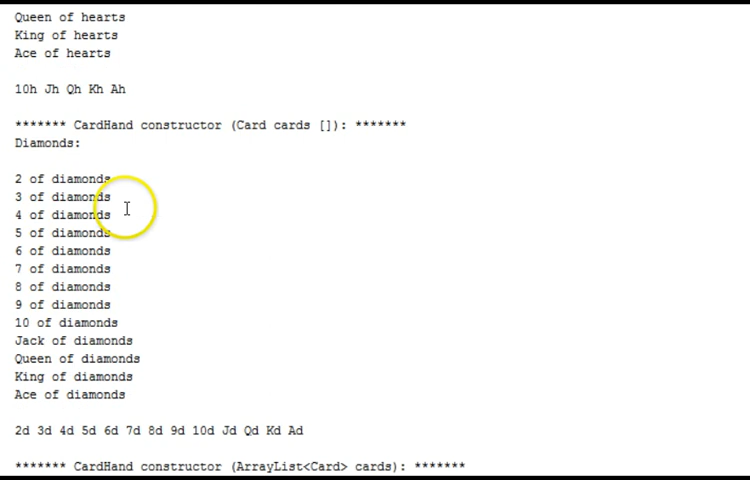 Queen of hearts
King of hearts
Ace of hearts
10h Jh Qh Kh Ah
******* CardHand constructor (Card cards []): *******
Diamonds:
2 of diamonds
3 of diamonds
4 of diamonds
5 of diamonds
6 of diamonds
7 of diamonds
8 of diamonds
9 of diamonds
10 of diamonds
Jack of diamonds
Queen of diamonds
King of diamonds
Ace of diamonds
2d 3d 4d 5d 6d 7d 8d 9d 10d Jd Qd Kd Ad
******* CardHand constructor (ArrayList<Card> cards): *******